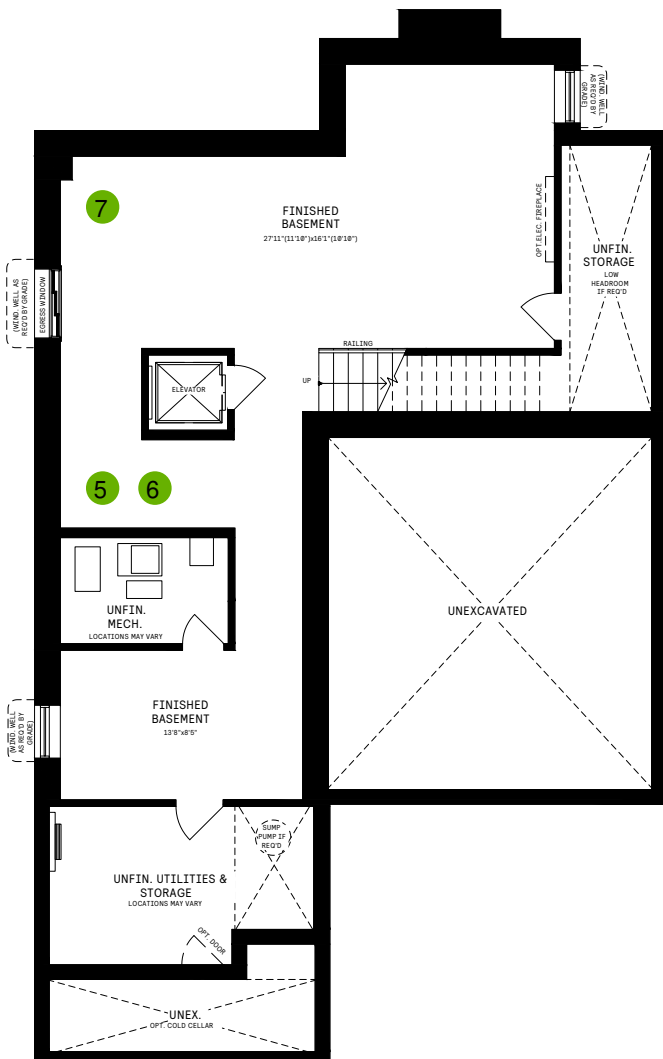 (WIND. WELL
AS REQ'D BY
GRADE)
7
FINISHED
BASEMENT
27'11"(11'10")x16'1"(10'10")
OPT.ELEC. FIREPLACE
UNFIN.
STORAGE
LOW
HEADROOM
IF REQ'D
(WIND. WELL AS
REQ'D BY GRADE)
EGRESS WINDOW
RAILING
ELEVATOR
UP
5
6
UNFIN.
MECH.
LOCATIONS MAY VARY
UNEXCAVATED
FINISHED
BASEMENT
13'8"x8'5"
(WIND. WELL
AS REQ'D BY
GRADE)
SUMP
PUMP IF
REQ'D
UNFIN. UTILITIES &
STORAGE
LOCATIONS MAY VARY
OPT. DOOR
UNEX.
OPT. COLD CELLAR